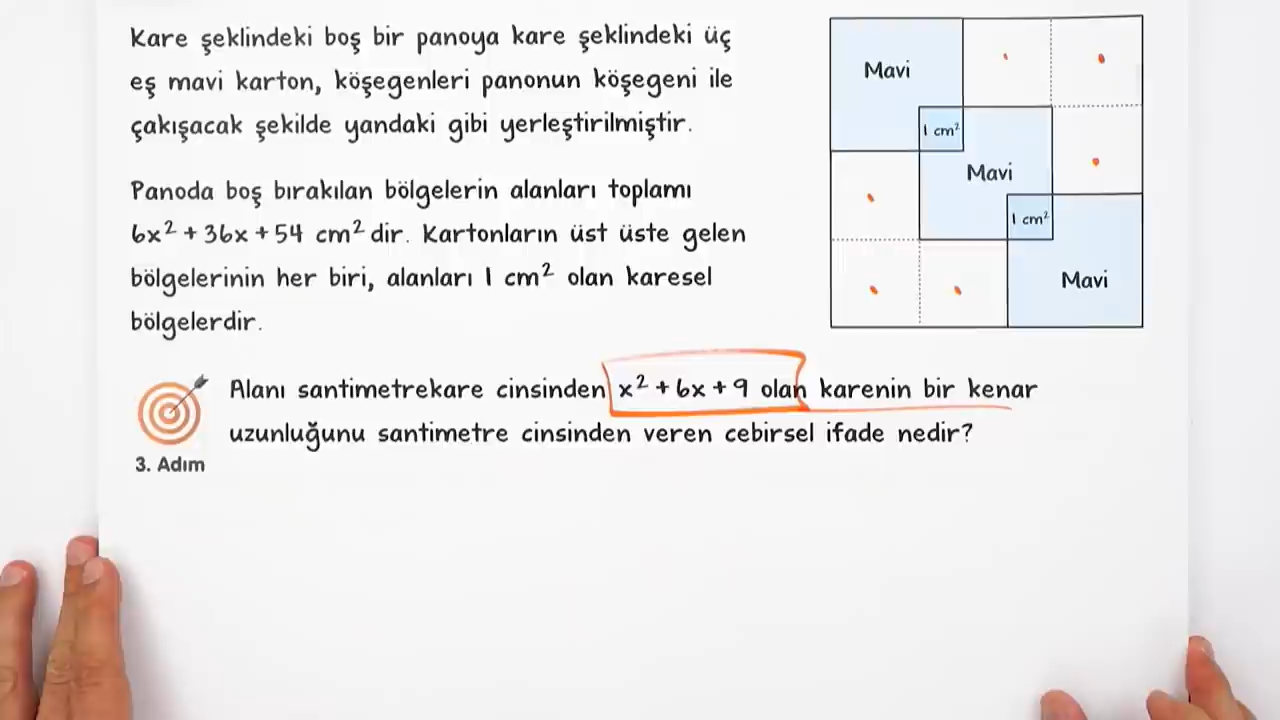 Kare şeklindeki boş bir panoya kare şeklindeki üç
eş mavi karton, köşegenleri panonun köşegeni ile
çakışacak şekilde yandaki gibi yerleştirilmiştir.
Panoda boş bırakılan bölgelerin alanları toplamı
6x² + 36x + 54 cm² dir. Kartonların üst üste gelen
bölgelerinin her biri, alanları 1 cm² olan karesel
bölgelerdir.
Mavi
1 cm²
Mavi
1 cm²
Mavi
Alanı santimetrekare cinsinden x² + 6x + 9 olan karenin bir kenar
uzunluğunu santimetre cinsinden veren cebirsel ifade nedir?
3. Adım